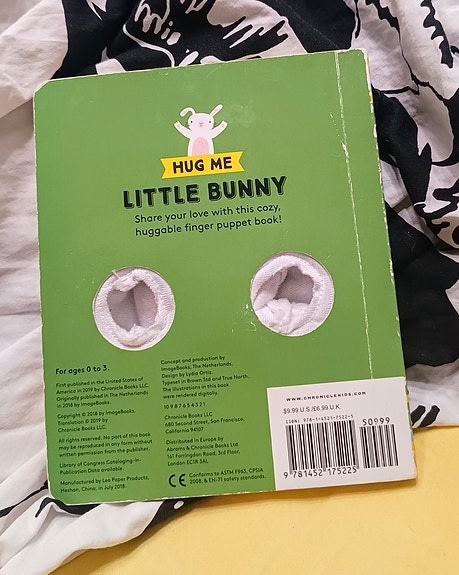 HUG ME
LITTLE BUNNY
Share your love with this cozy,
huggable finger puppet book!
For ages 0 to 3.
First published in the United States of
America in 2019 by Chronicle Books LLC.
Originally published in The Netherlands
in 2018 by ImageBooks.
Copyright © 2018 by ImageBooks.
Translation © 2019 by
Chronicle Books LLC.
All rights reserved. No part of this book
may be reproduced in any form without
written permission from the publisher.
Library of Congress Cataloging-in-
Publication Data available.
Manufactured by Leo Paper Products,
Heshan, China, in July 2018.
Concept and production by
ImageBooks, The Netherlands.
Design by Lydia Ortiz.
Typeset in Brown Std and True North.
The illustrations in this book
were rendered digitally.
10 9 8 7 6 5 4 3 2 1
Chronicle Books LLC
680 Second Street, San Francisco,
California 94107
Distributed in Europe by
Abrams & Chronicle Books Ltd
161 Farringdon Road, 3rd Floor,
London EC1R 3AL
CE Conforms to ASTM F963, CPSIA
2008, & EN-71 safety standards.
WWW.CHRONICLEKIDS.COM
$9.99 U.S./£6.99 U.K.
ISBN: 978-1-4521-7522-5
50999
9 781452 175225